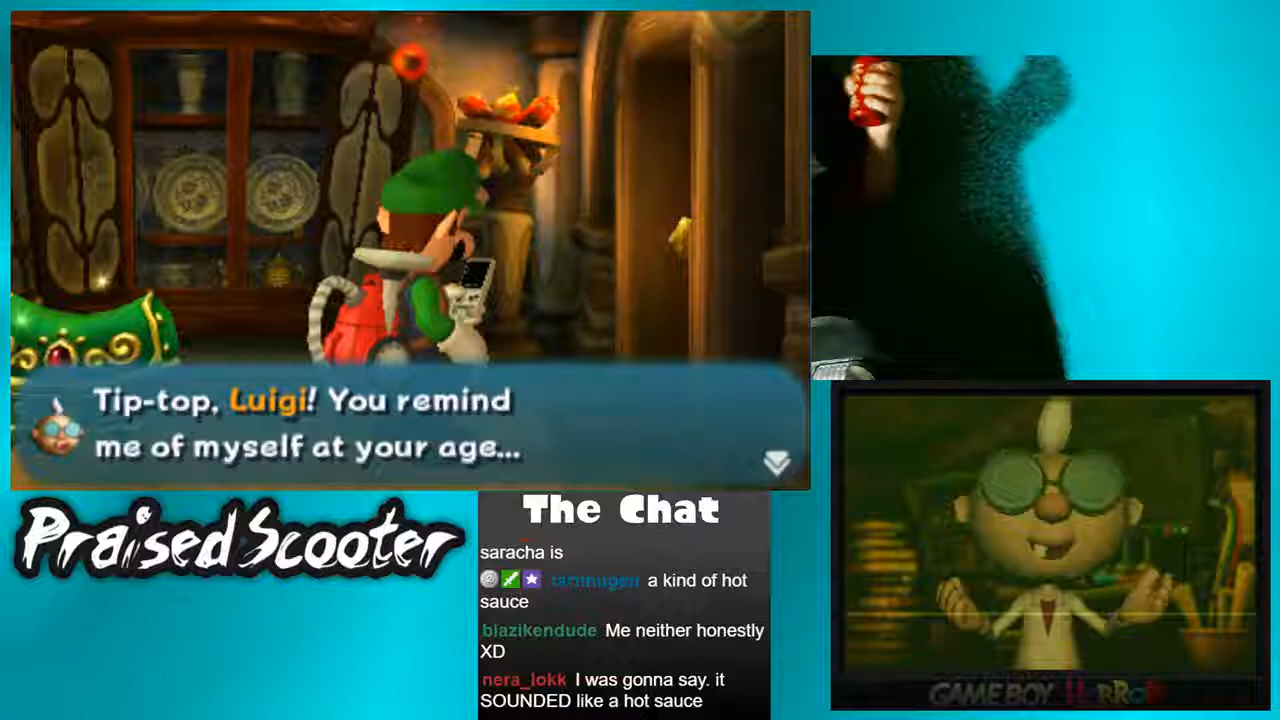 Tip-top, Luigi! You remind
me of myself at your age...
PraisedScooter
The Chat
saracha is
a kind of hot
sauce
blazikendude Me neither honestly
XD
nera_lokk I was gonna say. it
SOUNDED like a hot sauce
GAME BOY HORROR